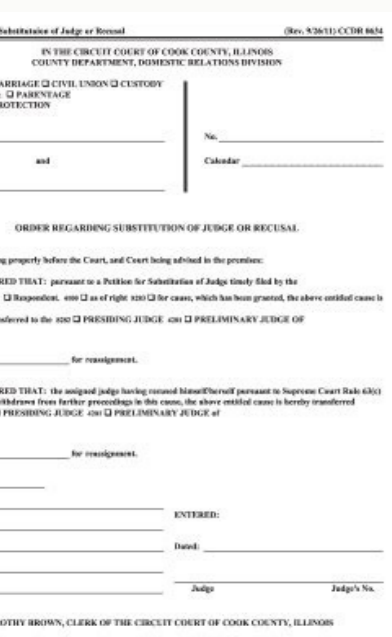 Substitutaion of Judge or Recusal (Rev. 9/26/11) CCDR 0634
IN THE CIRCUIT COURT OF COOK COUNTY, ILLINOIS
COUNTY DEPARTMENT, DOMESTIC RELATIONS DIVISION
ARRIAGE ❑ CIVIL UNION ❑ CUSTODY
❑ PARENTAGE
ROTECTION
No.
and Calendar
ORDER REGARDING SUBSTITUTION OF JUDGE OR RECUSAL
ng properly before the Court, and Court being advised in the premises:
RED THAT: pursuant to a Petition for Substitution of Judge timely filed by the
❑ Respondent. ❑ as of right ❑ for cause, which has been granted, the above entitled cause is
nsferred to the ❑ PRESIDING JUDGE ❑ PRELIMINARY JUDGE OF
for reassignment.
RED THAT: the assigned judge having recused himself/herself pursuant to Supreme Court Rule 63(c)
ithdrawn from further proceedings in this cause, the above entitled cause is hereby transferred
PRESIDING JUDGE ❑ PRELIMINARY JUDGE of
for reassignment.
ENTERED:
Dated:
Judge Judge's No.
OTHY BROWN, CLERK OF THE CIRCUIT COURT OF COOK COUNTY, ILLINOIS